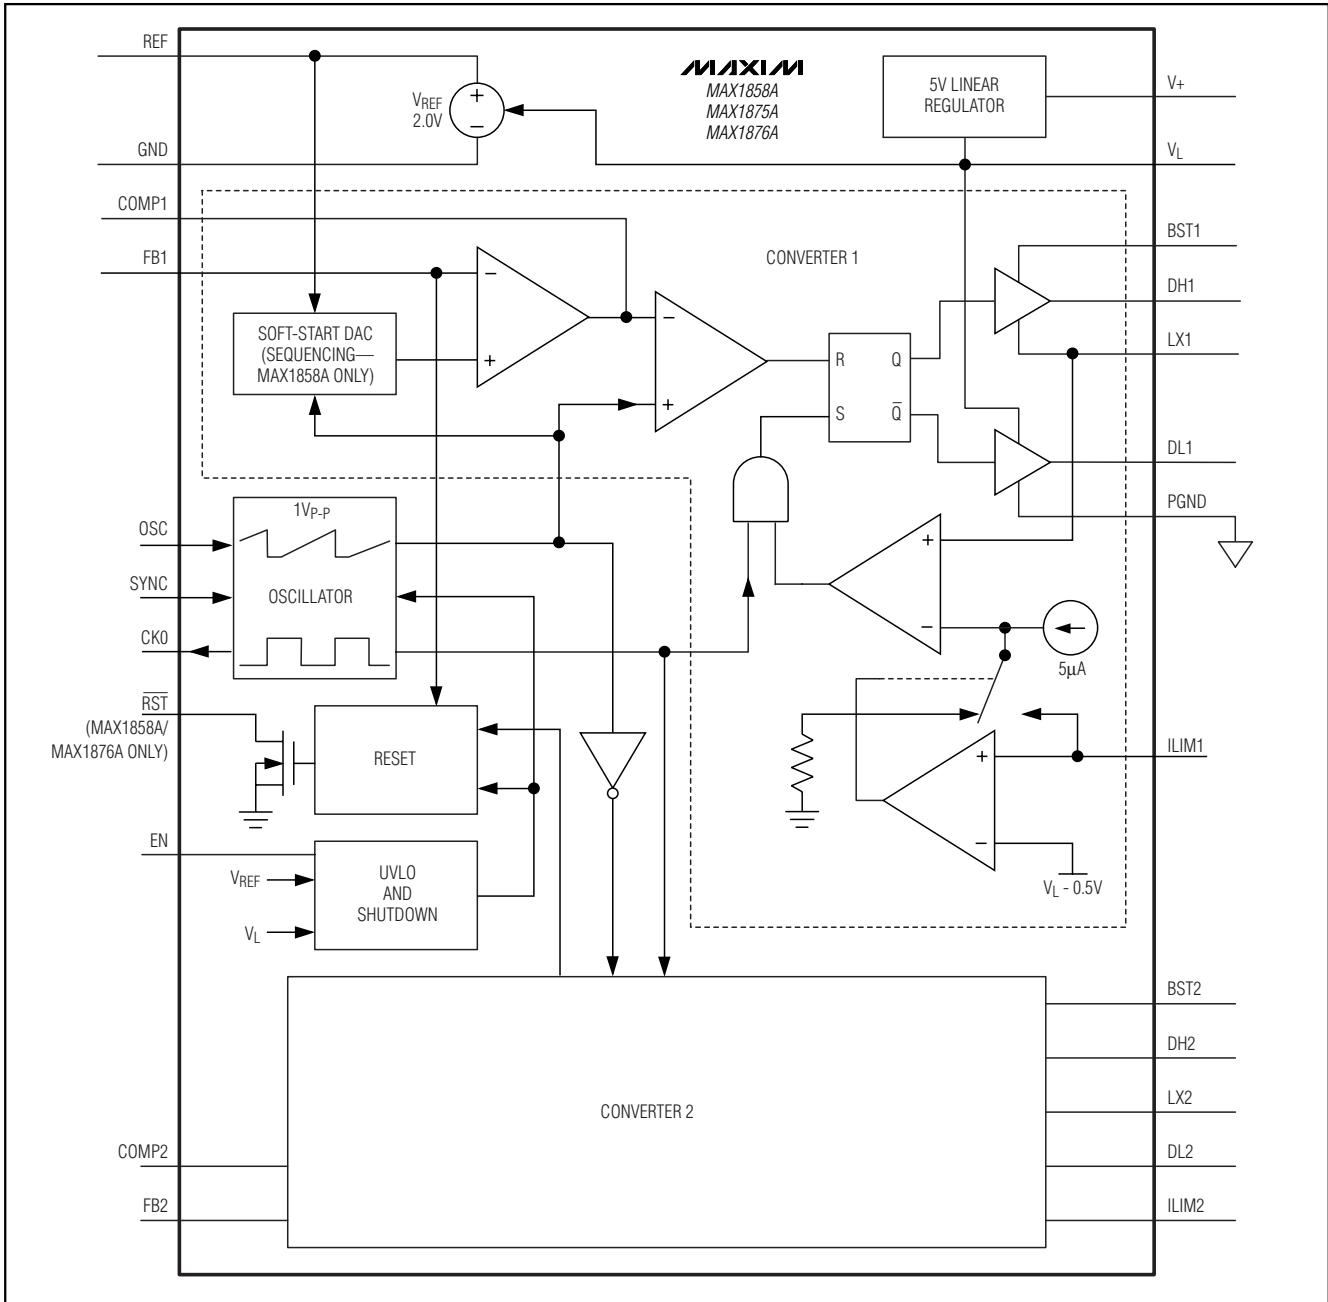 REF
MAXIM
MAX1858A
MAX1875A
MAX1876A
5V LINEAR
REGULATOR
V+
VREF
2.0V
+
−
GND
VL
COMP1
BST1
FB1
CONVERTER 1
−
DH1
SOFT-START DAC
(SEQUENCING—
MAX1858A ONLY)
+
−
+
R
Q
S
Q̅
LX1
DL1
1VP-P
PGND
OSC
+
SYNC
OSCILLATOR
CK0
−
5µA
R̅S̅T̅
(MAX1858A/
MAX1876A ONLY)
RESET
+
ILIM1
EN
−
UVLO
AND
SHUTDOWN
VREF
VL
VL - 0.5V
BST2
DH2
CONVERTER 2
LX2
COMP2
DL2
FB2
ILIM2